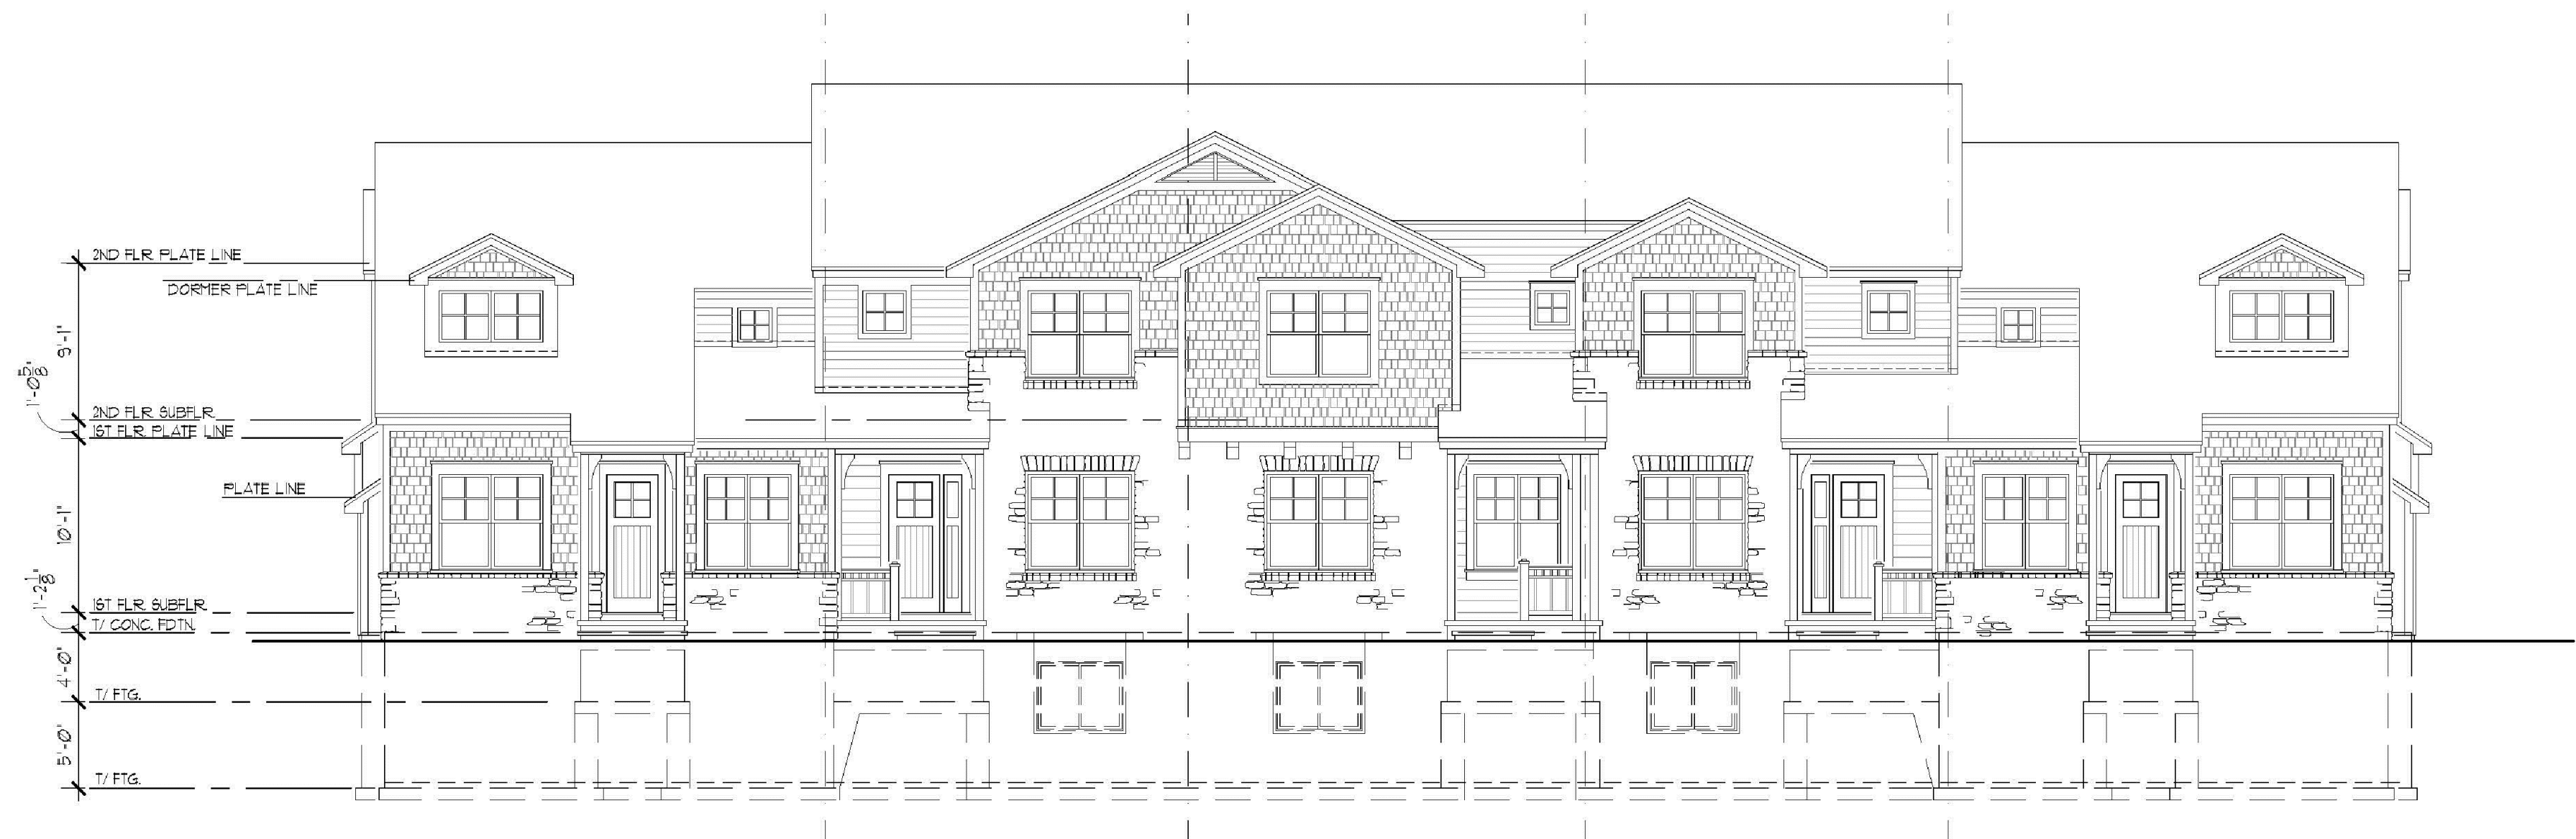 2ND FLR. PLATE LINE
DORMER PLATE LINE
9'-1"
1'-0 5/8"
2ND FLR. SUBFLR.
1ST FLR. PLATE LINE
PLATE LINE
10'-1"
1'-2 1/8"
1ST FLR. SUBFLR.
T/ CONC. FDTN.
4'-0"
T/ FTG.
5'-0"
T/ FTG.